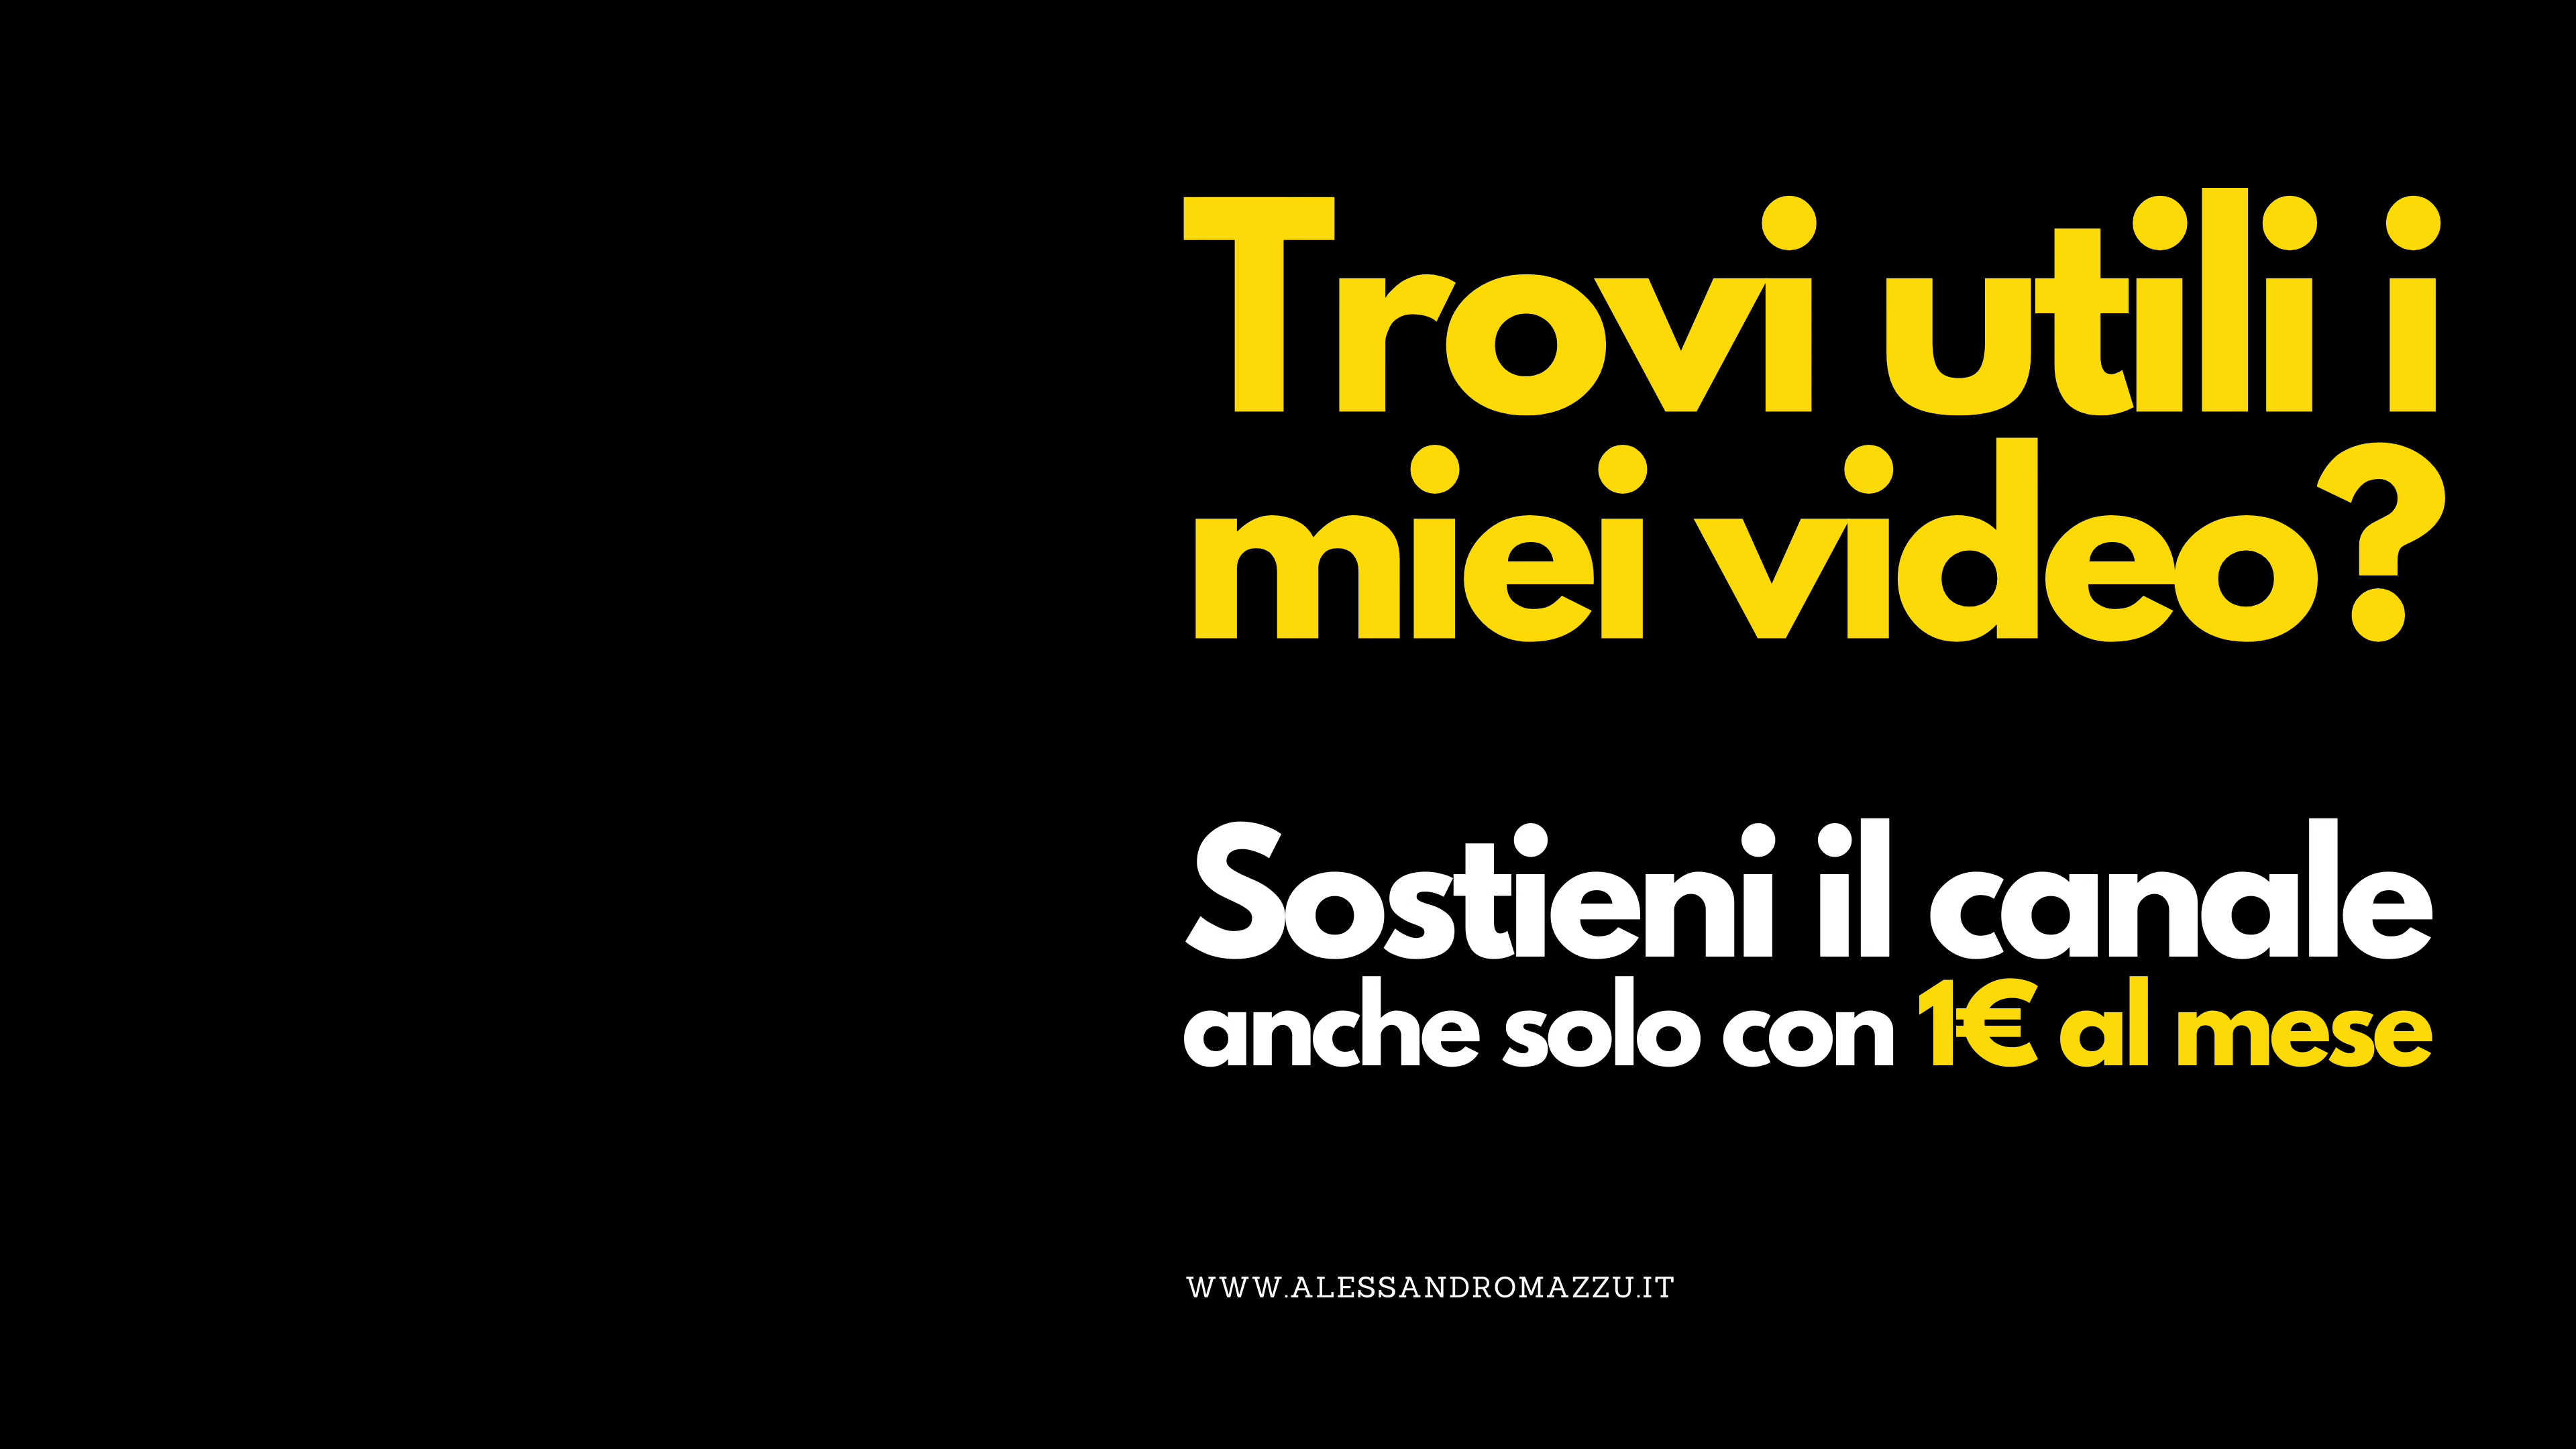 Trovi utili i
miei video?
Sostieni il canale
anche solo con 1€ al mese
WWW.ALESSANDROMAZZU.IT